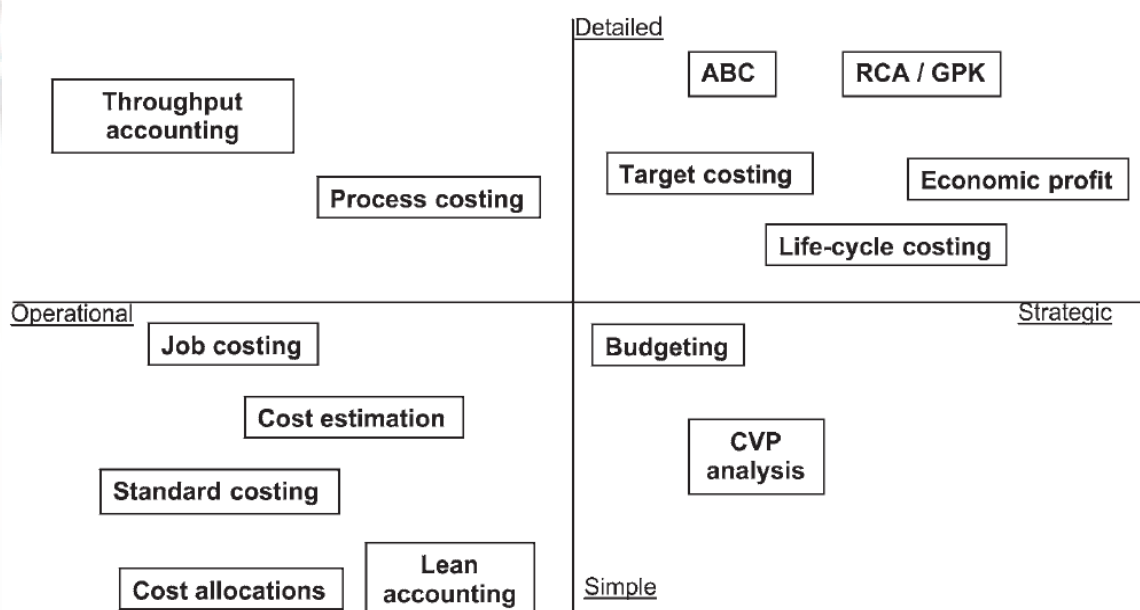 Detailed
ABC
RCA / GPK
Throughput
accounting
Target costing
Economic profit
Process costing
Life-cycle costing
Operational
Strategic
Job costing
Budgeting
Cost estimation
CVP
analysis
Standard costing
Lean
accounting
Cost allocations
Simple